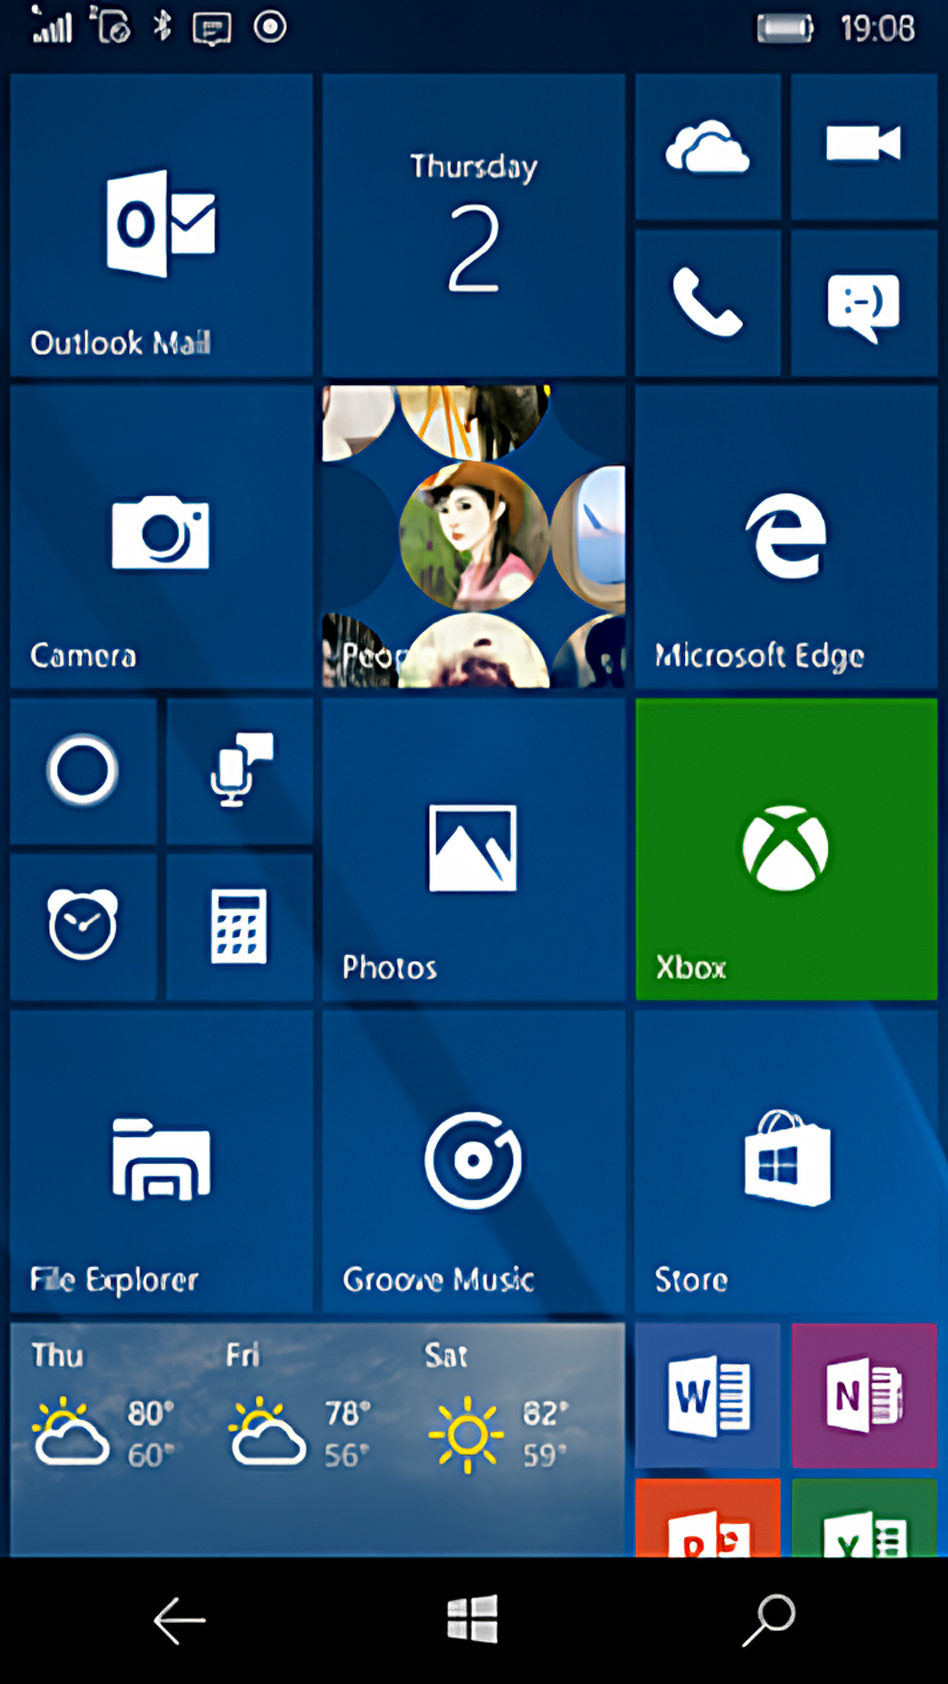 19:08
Thursday
2
Outlook Mail
:-)
Camera
Microsoft Edge
Photos
Xbox
File Explorer
Groove Music
Store
Thu Fri Sat
80° 78° 82°
60° 56° 59°
W N